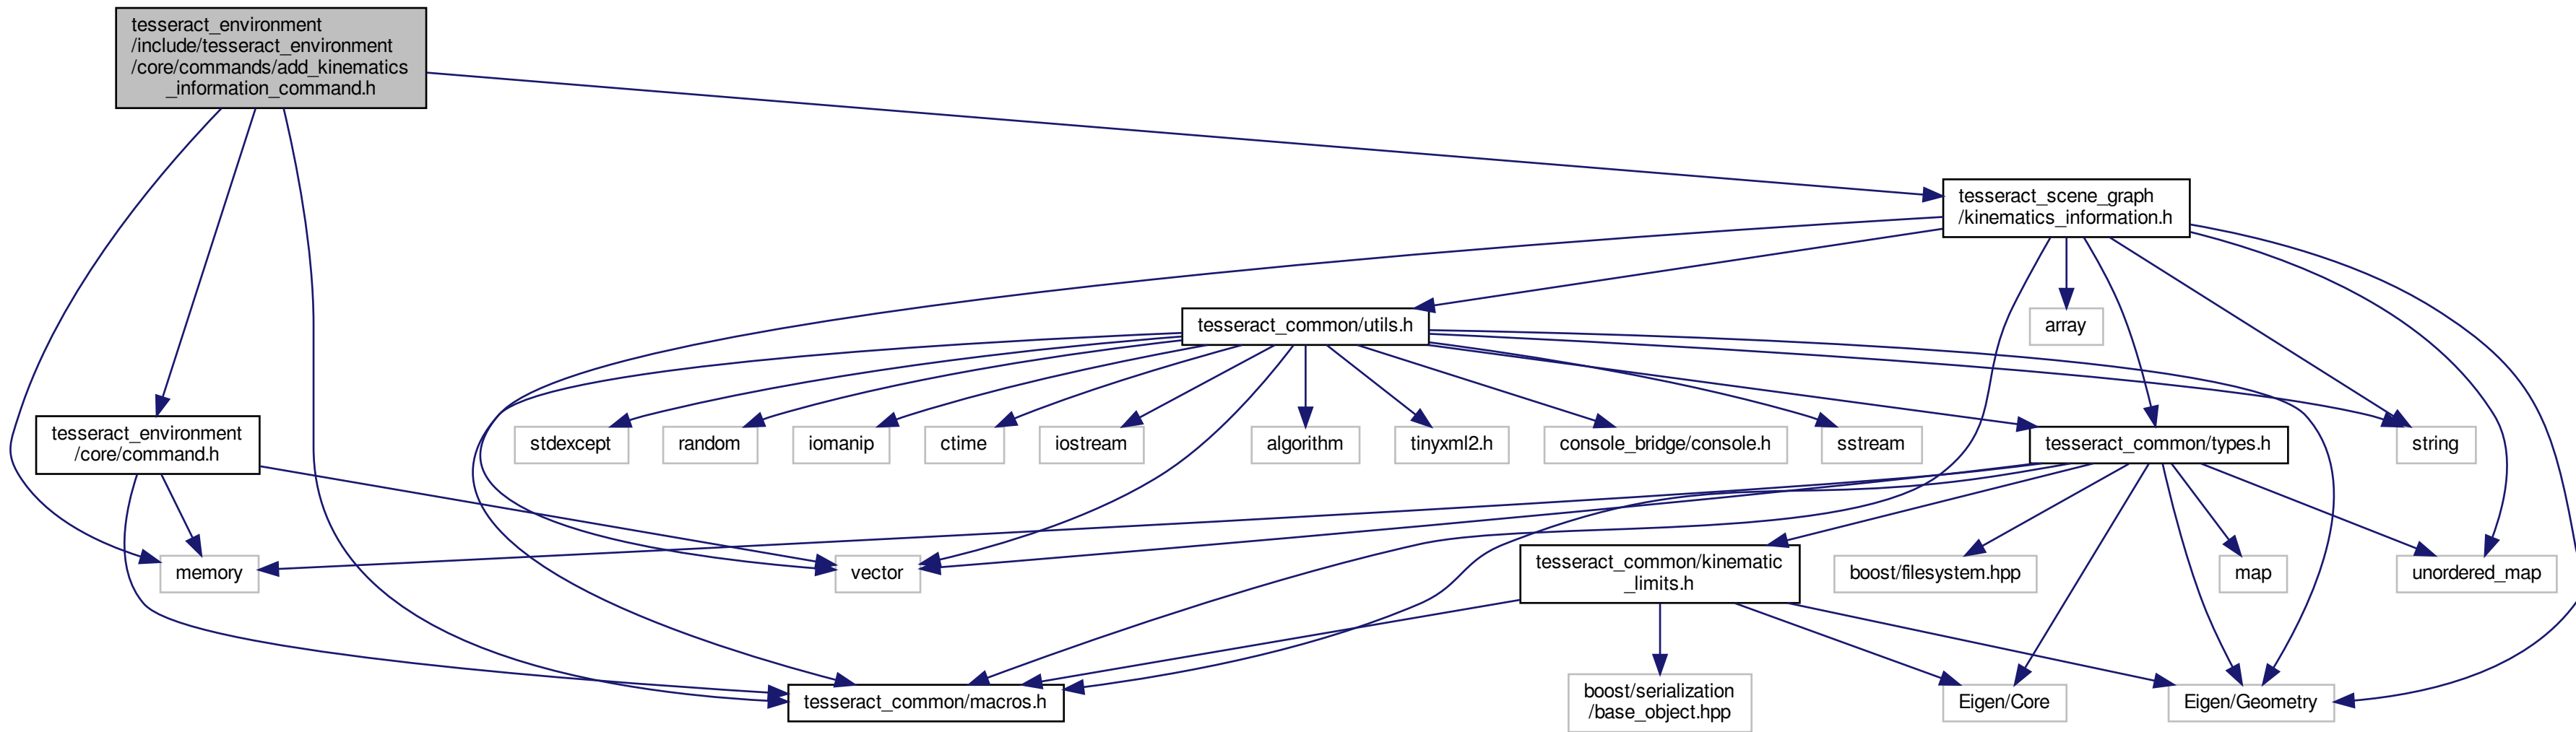 tesseract_environment
/include/tesseract_environment
/core/commands/add_kinematics
_information_command.h
tesseract_scene_graph
/kinematics_information.h
tesseract_common/utils.h
array
tesseract_environment
/core/command.h
stdexcept
random
iomanip
ctime
iostream
algorithm
tinyxml2.h
console_bridge/console.h
sstream
tesseract_common/types.h
string
memory
vector
tesseract_common/kinematic
_limits.h
boost/filesystem.hpp
map
unordered_map
tesseract_common/macros.h
boost/serialization
/base_object.hpp
Eigen/Core
Eigen/Geometry